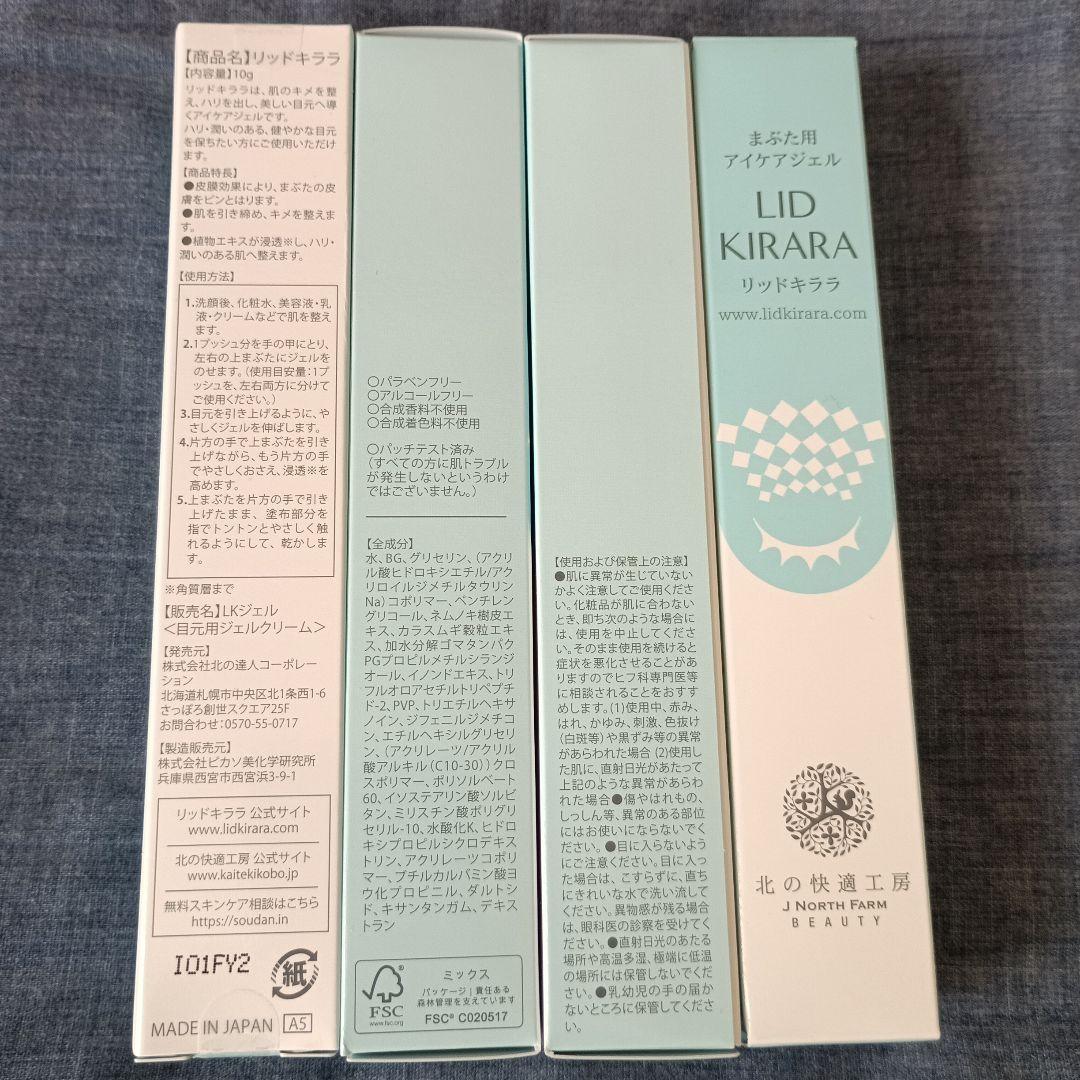 【商品名】リッドキララ
【内容量】10g
リッドキララは、肌のキメを整
え、ハリを出し、美しい目元へ導
くアイケアジェルです。
ハリ・潤いのある、健やかな目元
を保ちたい方にご使用いただけ
ます。
【商品特長】
●皮膜効果により、まぶたの皮
膚をピンとはります。
●肌を引き締め、キメを整えま
す。
●植物エキスが浸透※し、ハリ・
潤いのある肌へ整えます。
【使用方法】
1.洗顔後、化粧水、美容液・乳
液・クリームなどで肌を整え
ます。
2.1プッシュ分を手の甲にとり、
左右の上まぶたにジェルを
のせます。(使用目安量：1プ
ッシュを、左右両方に分けて
ご使用ください。)
3.目元を引き上げるように、や
さしくジェルを伸ばします。
4.片方の手で上まぶたを引き
上げながら、もう片方の手
でやさしくおさえ、浸透※を
高めます。
5.上まぶたを片方の手で引き
上げたまま、塗布部分を
指でトントンとやさしく触
れるようにして、乾かしま
す。
※角質層まで
【販売名】LKジェル
＜目元用ジェルクリーム＞
【発売元】
株式会社北の達人コーポレー
ション
北海道札幌市中央区北1条西1-6
さっぽろ創世スクエア25F
お問合わせ：0570-55-0717
【製造販売元】
株式会社ピカソ美化学研究所
兵庫県西宮市西宮浜3-9-1
リッドキララ 公式サイト
www.lidkirara.com
北の快適工房 公式サイト
www.kaitekikobo.jp
無料スキンケア相談はこちら
https://soudan.in
IO1FY2
紙
MADE IN JAPAN A5
○パラベンフリー
○アルコールフリー
○合成香料不使用
○合成着色料不使用
○パッチテスト済み
(すべての方に肌トラブル
が発生しないというわけ
ではございません。)
【全成分】
水、BG、グリセリン、(アクリ
ル酸ヒドロキシエチル/アク
リロイルジメチルタウリン
Na)コポリマー、ペンチレン
グリコール、ネムノキ樹皮エ
キス、カラスムギ穀粒エキ
ス、加水分解ゴマタンパク
PGプロピルメチルシランジ
オール、イノンドエキス、トリ
フルオロアセチルトリペプチ
ド-2、PVP、トリエチルヘキサ
ノイン、ジフェニルジメチコ
ン、エチルヘキシルグリセリ
ン、(アクリレーツ/アクリル
酸アルキル(C10-30))クロ
スポリマー、ポリソルベート
60、イソステアリン酸ソルビ
タン、ミリスチン酸ポリグリ
セリル-10、水酸化K、ヒドロ
キシプロピルシクロデキス
トリン、アクリレーツコポリ
マー、ブチルカルバミン酸ヨ
ウ化プロピニル、ダルトシ
ド、キサンタンガム、デキス
トラン
FSC
www.fsc.org
ミックス
パッケージ｜責任ある
森林管理を支えています
FSC® C020517
【使用および保管上の注意】
●肌に異常が生じていない
かよく注意してご使用くださ
い。化粧品が肌に合わない
とき、即ち次のような場合に
は、使用を中止してくださ
い。そのまま使用を続けると
症状を悪化させることがあ
りますのでヒフ科専門医等
に相談されることをおすす
めします。(1)使用中、赤み、
はれ、かゆみ、刺激、色抜け
(白斑等)や黒ずみ等の異常
があらわれた場合 (2)使用し
た肌に、直射日光があたって
上記のような異常があらわ
れた場合●傷やはれもの、
しっしん等、異常のある部位
にはお使いにならないでく
ださい。●目に入らないよう
にご注意ください。目に入っ
た場合は、こすらずに、直ち
にきれいな水で洗い流して
ください。異物感が残る場合
は、眼科医の診察を受けてく
ださい。●直射日光のあたる
場所や高温多湿、極端に低温
の場所には保管しないでくだ
さい。●乳幼児の手の届か
ないところに保管してくださ
い。
まぶた用
アイケアジェル
LID
KIRARA
リッドキララ
www.lidkirara.com
北の快適工房
J NORTH FARM
BEAUTY